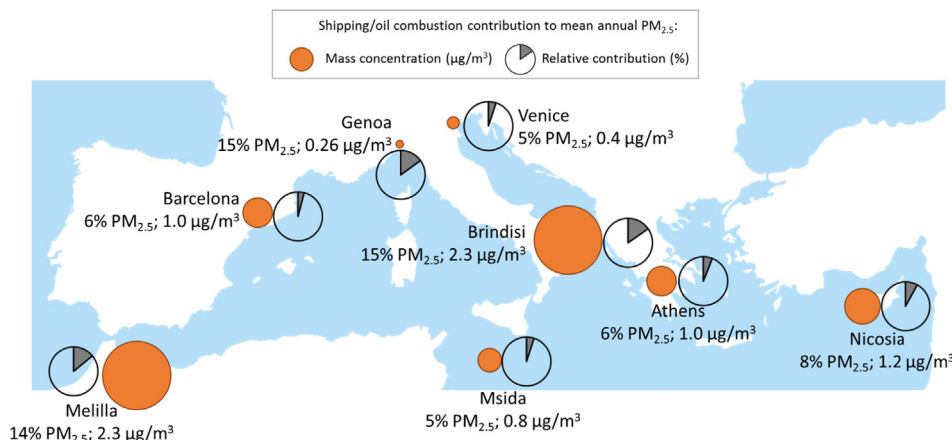 Shipping/oil combustion contribution to mean annual PM2.5:
Mass concentration (µg/m3) Relative contribution (%)
Venice
5% PM2.5; 0.4 µg/m3
Genoa
15% PM2.5; 0.26 µg/m3
Barcelona
6% PM2.5; 1.0 µg/m3
Brindisi
15% PM2.5; 2.3 µg/m3
Athens
6% PM2.5; 1.0 µg/m3
Nicosia
8% PM2.5; 1.2 µg/m3
Msida
5% PM2.5; 0.8 µg/m3
Melilla
14% PM2.5; 2.3 µg/m3